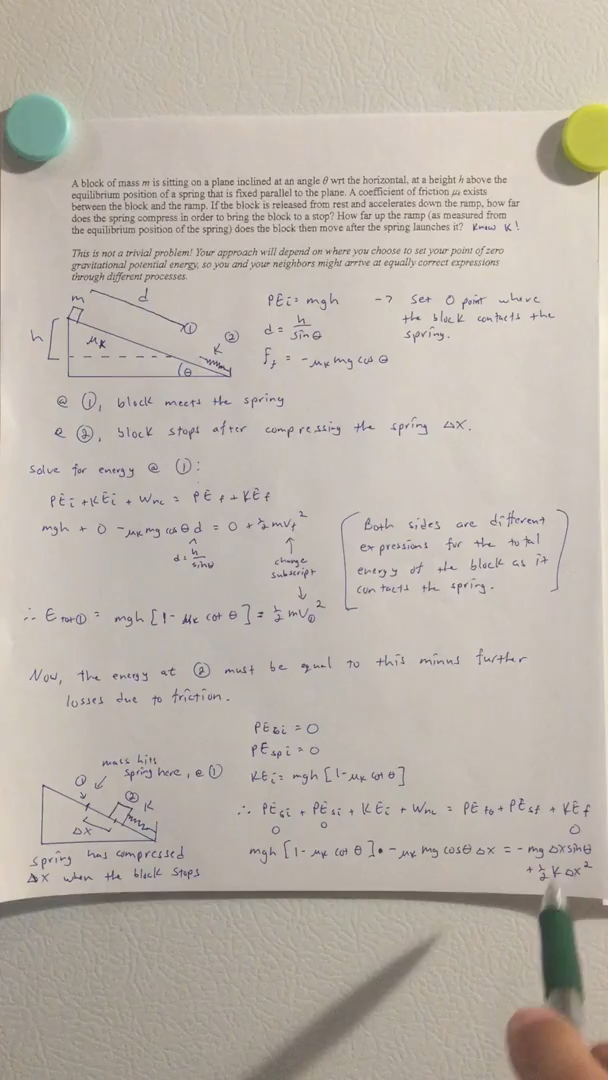 A block of mass m is sitting on a plane inclined at an angle θ wrt the horizontal, at a height h above the
equilibrium position of a spring that is fixed parallel to the plane. A coefficient of friction μₖ exists
between the block and the ramp. If the block is released from rest and accelerates down the ramp, how far
does the spring compress in order to bring the block to a stop? How far up the ramp (as measured from
the equilibrium position of the spring) does the block then move after the spring launches it? Know K!
This is not a trivial problem! Your approach will depend on where you choose to set your point of zero
gravitational potential energy, so you and your neighbors might arrive at equally correct expressions
through different processes.
m
d
①
②
K
h
μₖ
θ
PEi = mgh
d = h/sinθ
Ff = -μₖ mg cos θ
→ Set 0 point where
the block contacts the
spring.
@ ①, block meets the spring
@ ②, block stops after compressing the spring ΔX.
Solve for energy @ ①:
PEi + KEi + Wnc = PEf + KEf
mgh + 0 - μₖ mg cos θ d = 0 + ½ mVf²
d = h/sinθ
change
subscript
[Both sides are different
expressions for the total
energy of the block as it
contacts the spring.]
∴ Etot① = mgh [1 - μₖ cot θ] = ½ mV①²
Now, the energy at ② must be equal to this minus further
losses due to friction.
PEGi = 0
PEspi = 0
KEi = mgh [1 - μₖ cot θ]
mass hits
spring here, @ ①
①
②
K
ΔX
spring has compressed
ΔX when the block stops
∴ PEGi + PEsi + KEi + Wnc = PEfG + PEsf + KEf
0 0 0
mgh [1 - μₖ cot θ] - μₖ mg cosθ ΔX = - mg ΔX sinθ
+ ½ K ΔX²